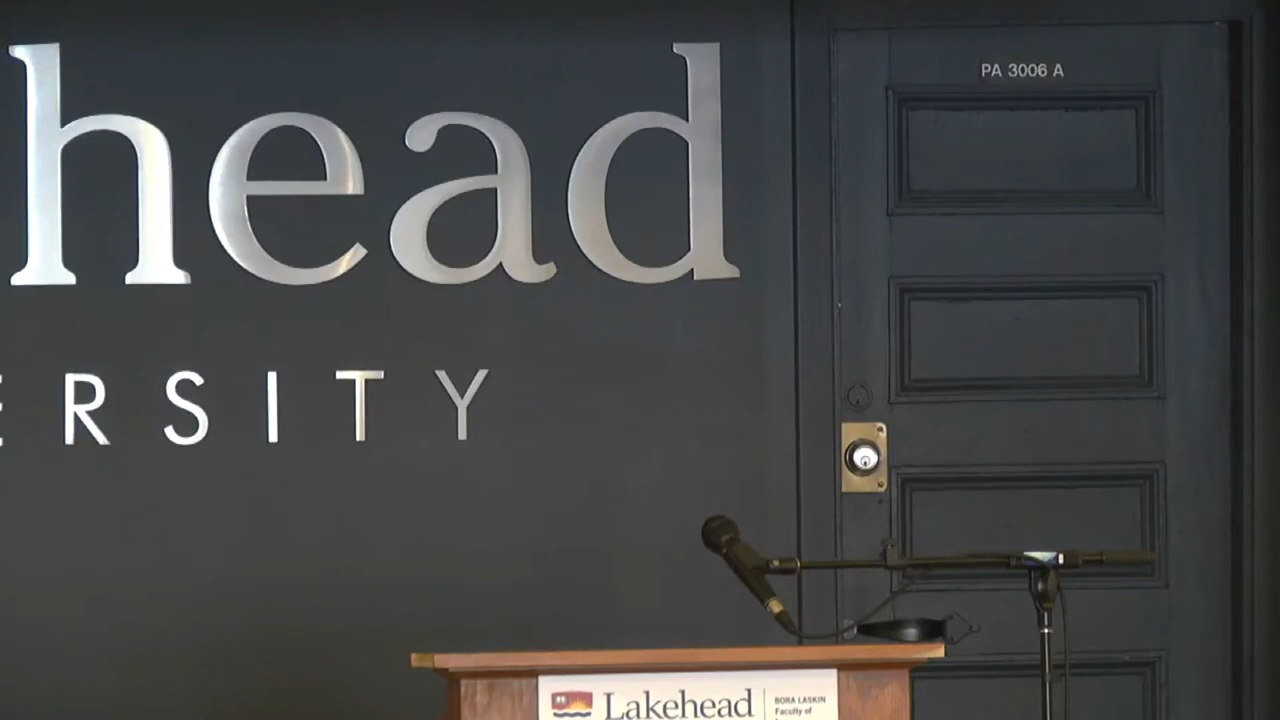 head
ERSITY
PA 3006 A
Lakehead
BORA LASKIN
Faculty of